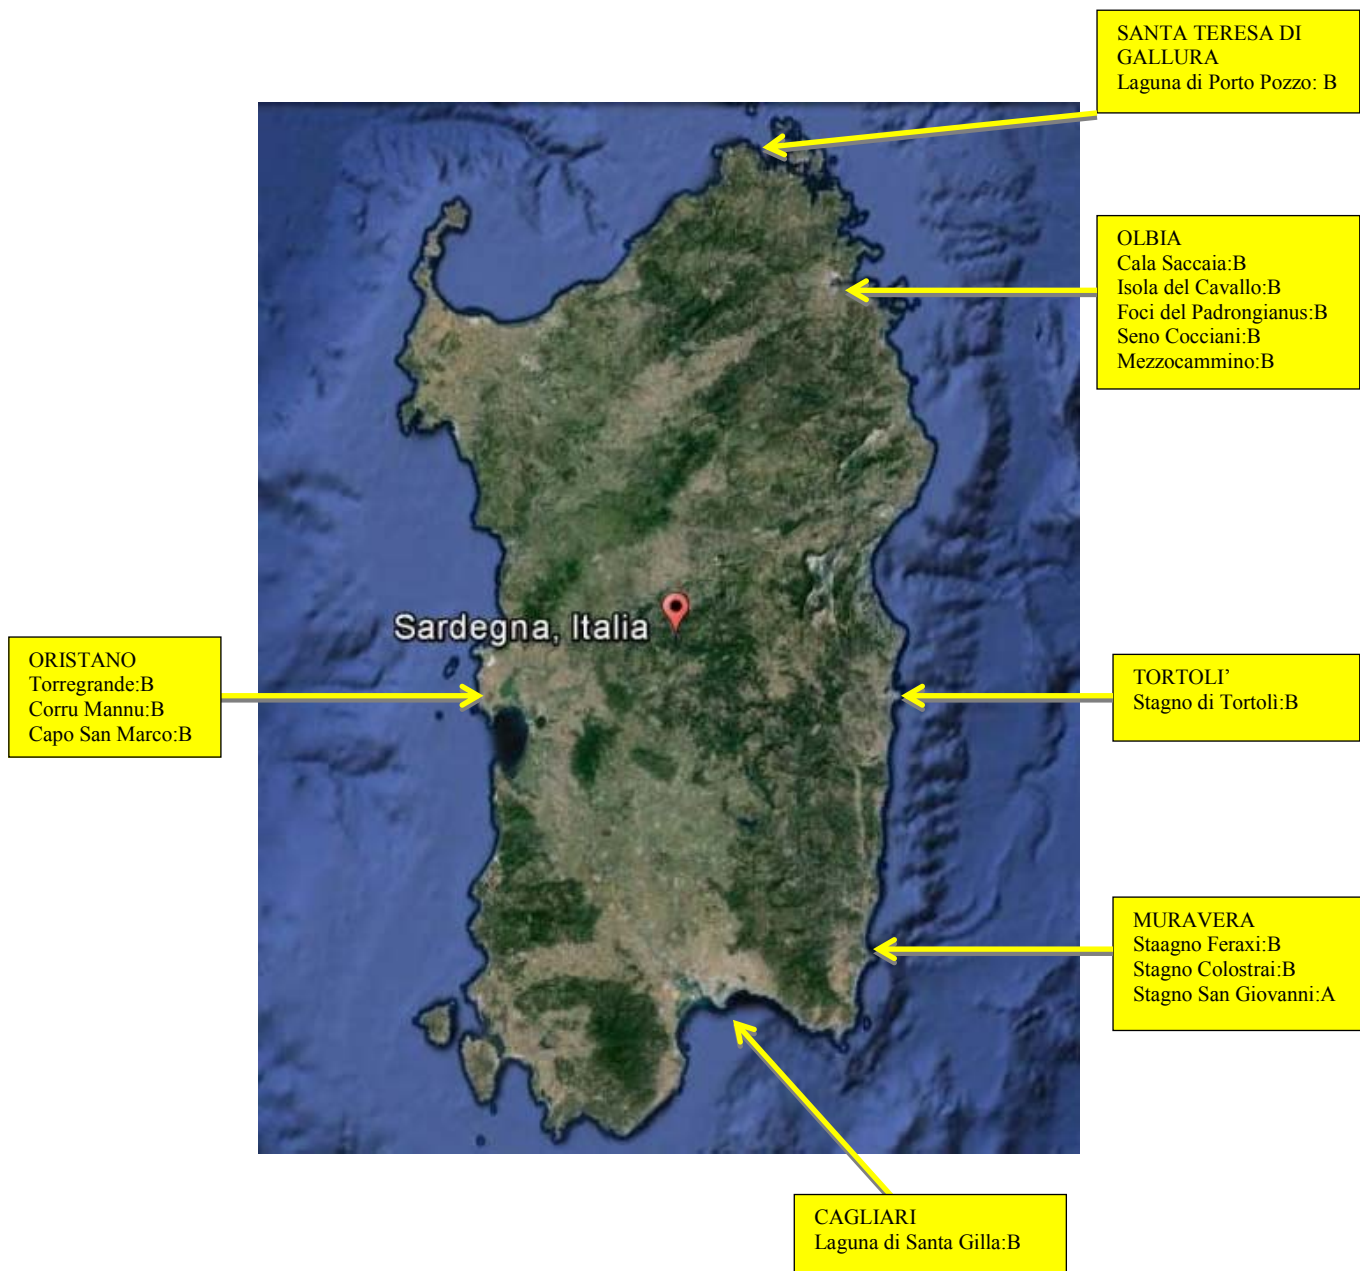 SANTA TERESA DI
GALLURA
Laguna di Porto Pozzo: B
OLBIA
Cala Saccaia:B
Isola del Cavallo:B
Foci del Padrongianus:B
Seno Cocciani:B
Mezzocammino:B
Sardegna, Italia
ORISTANO
Torregrande:B
Corru Mannu:B
Capo San Marco:B
TORTOLI’
Stagno di Tortolì:B
MURAVERA
Staagno Feraxi:B
Stagno Colostrai:B
Stagno San Giovanni:A
CAGLIARI
Laguna di Santa Gilla:B